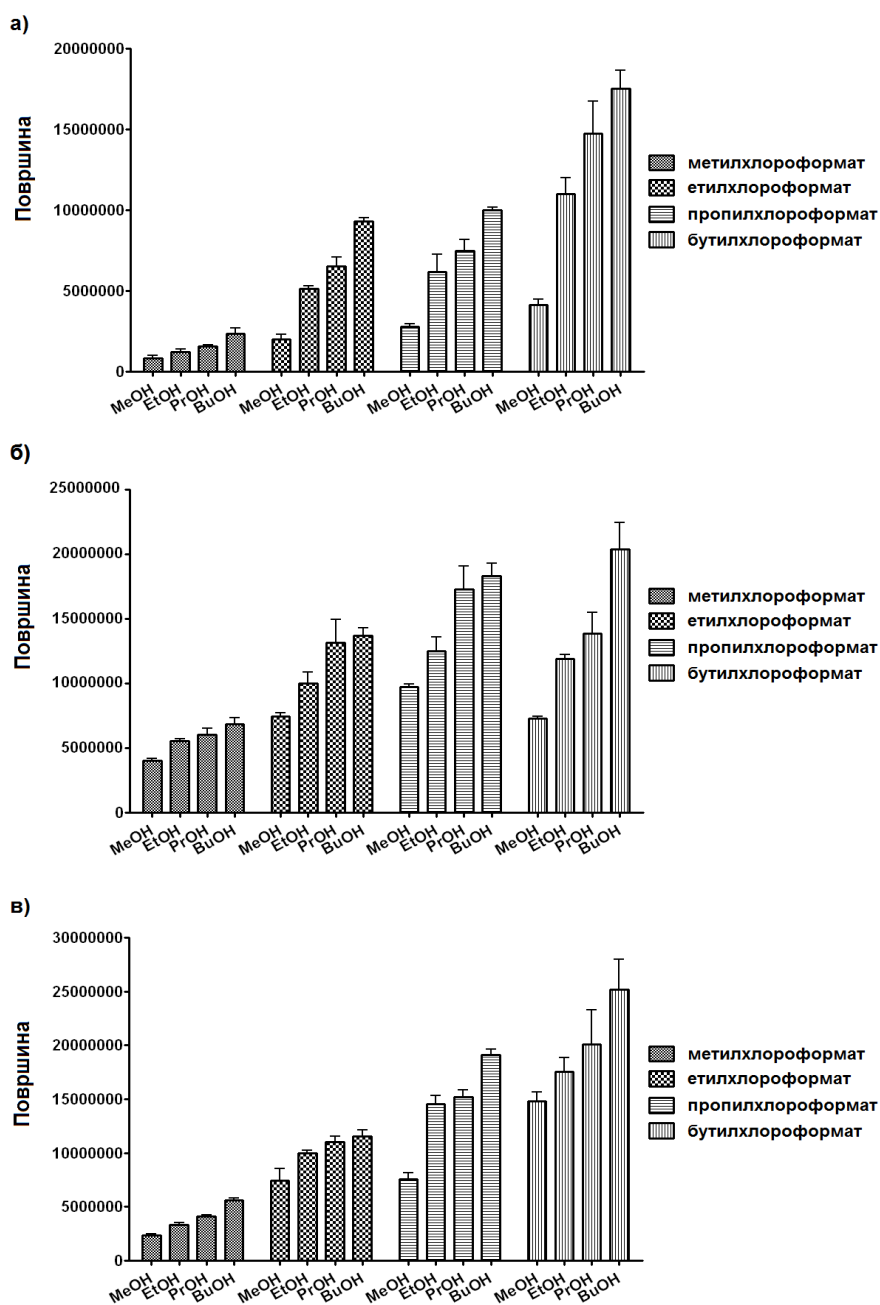 а)
20000000
15000000
10000000
5000000
0
Површина
MeOH EtOH PrOH BuOH MeOH EtOH PrOH BuOH MeOH EtOH PrOH BuOH MeOH EtOH PrOH BuOH
метилхлороформат
етилхлороформат
пропилхлороформат
бутилхлороформат
б)
25000000
20000000
15000000
10000000
5000000
0
Површина
MeOH EtOH PrOH BuOH MeOH EtOH PrOH BuOH MeOH EtOH PrOH BuOH MeOH EtOH PrOH BuOH
метилхлороформат
етилхлороформат
пропилхлороформат
бутилхлороформат
в)
30000000
25000000
20000000
15000000
10000000
5000000
0
Површина
MeOH EtOH PrOH BuOH MeOH EtOH PrOH BuOH MeOH EtOH PrOH BuOH MeOH EtOH PrOH BuOH
метилхлороформат
етилхлороформат
пропилхлороформат
бутилхлороформат